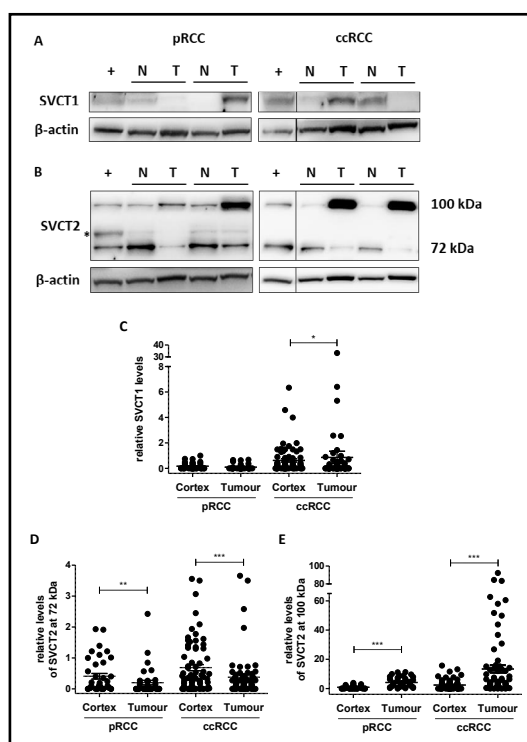 pRCC ccRCC
A
+ N T N T + N T N T
SVCT1
β-actin
B
+ N T N T + N T N T
SVCT2
100 kDa
*
72 kDa
β-actin
C
*
relative SVCT1 levels
40
30
8
6
4
2
0
Cortex Tumour Cortex Tumour
pRCC ccRCC
D
** ***
relative levels
of SVCT2 at 72 kDa
4
3
2
1
0
Cortex Tumour Cortex Tumour
pRCC ccRCC
E
*** ***
relative levels
of SVCT2 at 100 kDa
100
80
60
40
20
10
0
Cortex Tumour Cortex Tumour
pRCC ccRCC